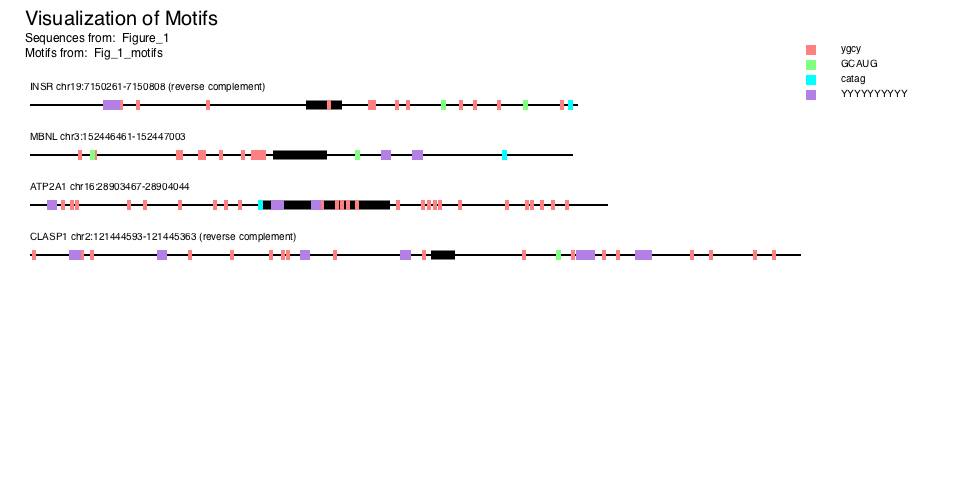 Visualization of Motifs
Sequences from: Figure_1
Motifs from: Fig_1_motifs
ygcy
GCAUG
catag
YYYYYYYYYY
INSR chr19:7150261-7150808 (reverse complement)
MBNL chr3:152446461-152447003
ATP2A1 chr16:28903467-28904044
CLASP1 chr2:121444593-121445363 (reverse complement)